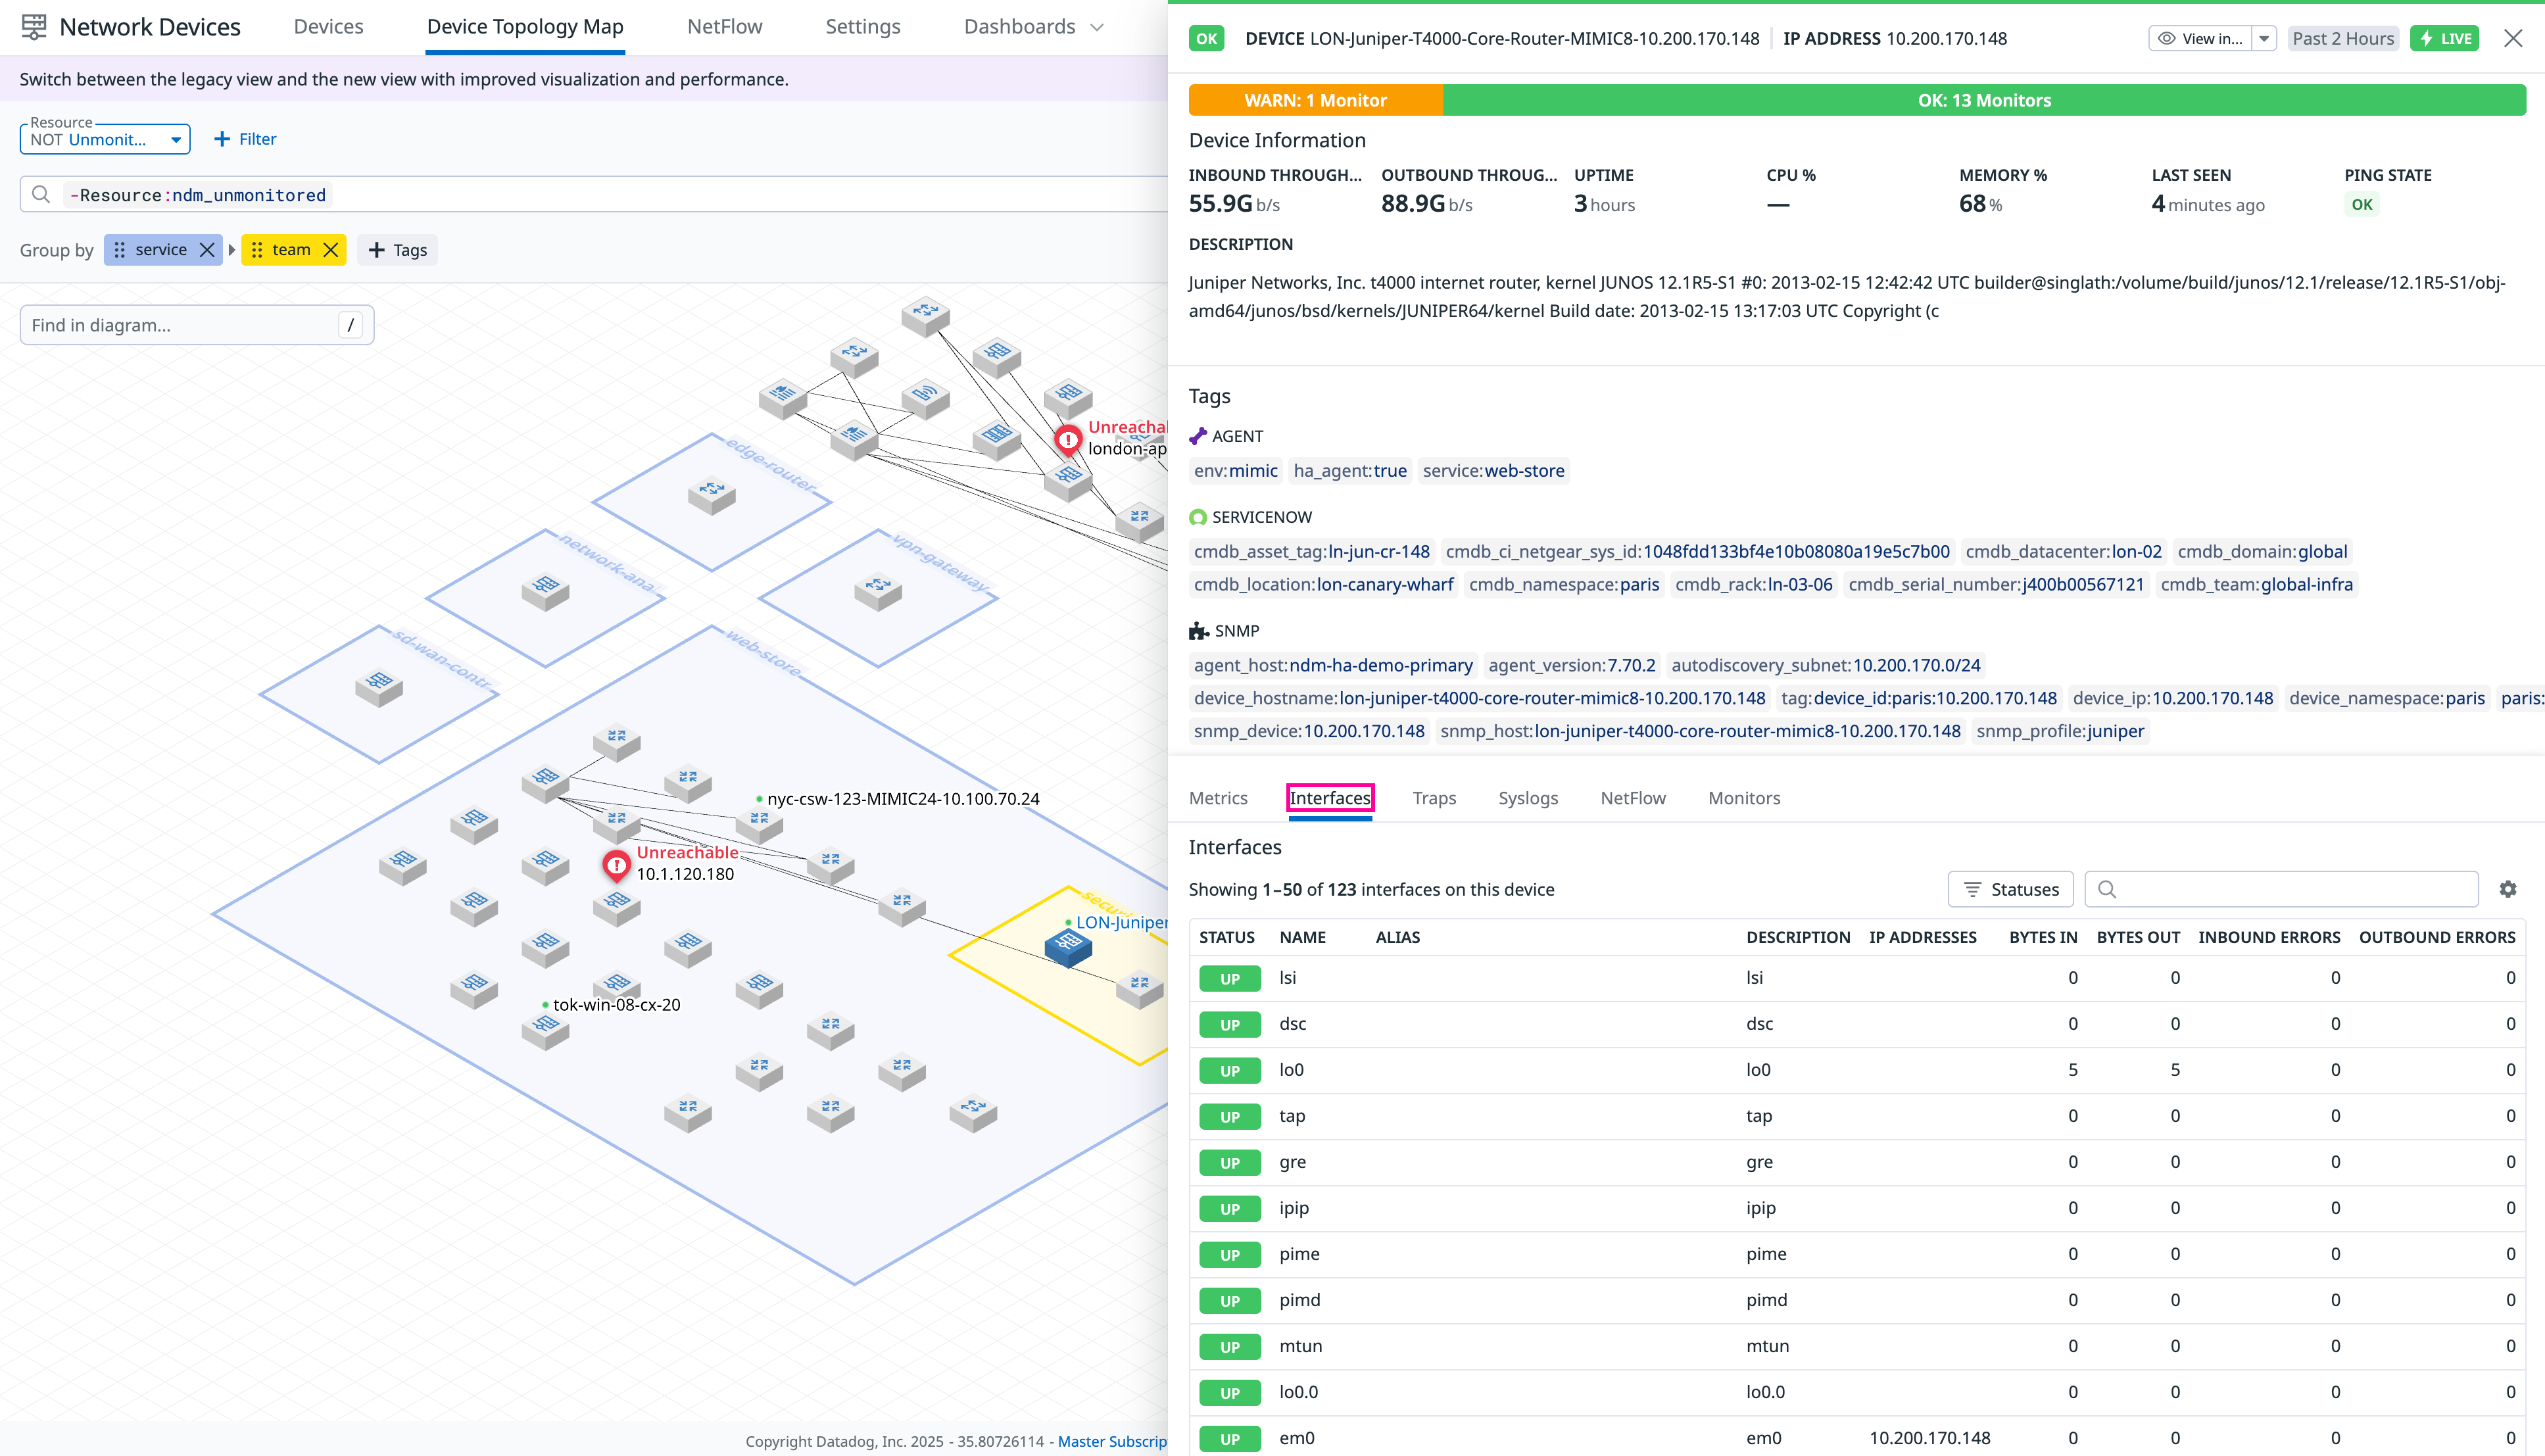 Network Devices
Devices
Device Topology Map
NetFlow
Settings
Dashboards
Switch between the legacy view and the new view with improved visualization and performance.
Resource
NOT Unmonit...
Filter
-Resource:ndm_unmonitored
Group by
service
team
Tags
Find in diagram...
/
edge-router
network-ana...
vpn-gateway
sd-wan-contr
web-store
Unreacha
london-ap
nyc-csw-123-MIMIC24-10.100.70.24
Unreachable
10.1.120.180
LON-Juniper
tok-win-08-cx-20
Copyright Datadog, Inc. 2025 - 35.80726114 - Master Subscrip
OK
DEVICE LON-Juniper-T4000-Core-Router-MIMIC8-10.200.170.148
IP ADDRESS 10.200.170.148
View in...
Past 2 Hours
LIVE
WARN: 1 Monitor
OK: 13 Monitors
Device Information
INBOUND THROUGH... OUTBOUND THROUG... UPTIME CPU % MEMORY % LAST SEEN PING STATE
55.9G b/s 88.9G b/s 3 hours — 68 % 4 minutes ago OK
DESCRIPTION
Juniper Networks, Inc. t4000 internet router, kernel JUNOS 12.1R5-S1 #0: 2013-02-15 12:42:42 UTC builder@singlath:/volume/build/junos/12.1/release/12.1R5-S1/obj-
amd64/junos/bsd/kernels/JUNIPER64/kernel Build date: 2013-02-15 13:17:03 UTC Copyright (c
Tags
AGENT
env:mimic ha_agent:true service:web-store
SERVICENOW
cmdb_asset_tag:ln-jun-cr-148 cmdb_ci_netgear_sys_id:1048fdd133bf4e10b08080a19e5c7b00 cmdb_datacenter:lon-02 cmdb_domain:global
cmdb_location:lon-canary-wharf cmdb_namespace:paris cmdb_rack:ln-03-06 cmdb_serial_number:j400b00567121 cmdb_team:global-infra
SNMP
agent_host:ndm-ha-demo-primary agent_version:7.70.2 autodiscovery_subnet:10.200.170.0/24
device_hostname:lon-juniper-t4000-core-router-mimic8-10.200.170.148 tag:device_id:paris:10.200.170.148 device_ip:10.200.170.148 device_namespace:paris paris:
snmp_device:10.200.170.148 snmp_host:lon-juniper-t4000-core-router-mimic8-10.200.170.148 snmp_profile:juniper
Metrics Interfaces Traps Syslogs NetFlow Monitors
Interfaces
Showing 1–50 of 123 interfaces on this device
Statuses
STATUS NAME ALIAS DESCRIPTION IP ADDRESSES BYTES IN BYTES OUT INBOUND ERRORS OUTBOUND ERRORS
UP lsi lsi 0 0 0 0
UP dsc dsc 0 0 0 0
UP lo0 lo0 5 5 0 0
UP tap tap 0 0 0 0
UP gre gre 0 0 0 0
UP ipip ipip 0 0 0 0
UP pime pime 0 0 0 0
UP pimd pimd 0 0 0 0
UP mtun mtun 0 0 0 0
UP lo0.0 lo0.0 0 0 0 0
UP em0 em0 10.200.170.148 0 0 0 0